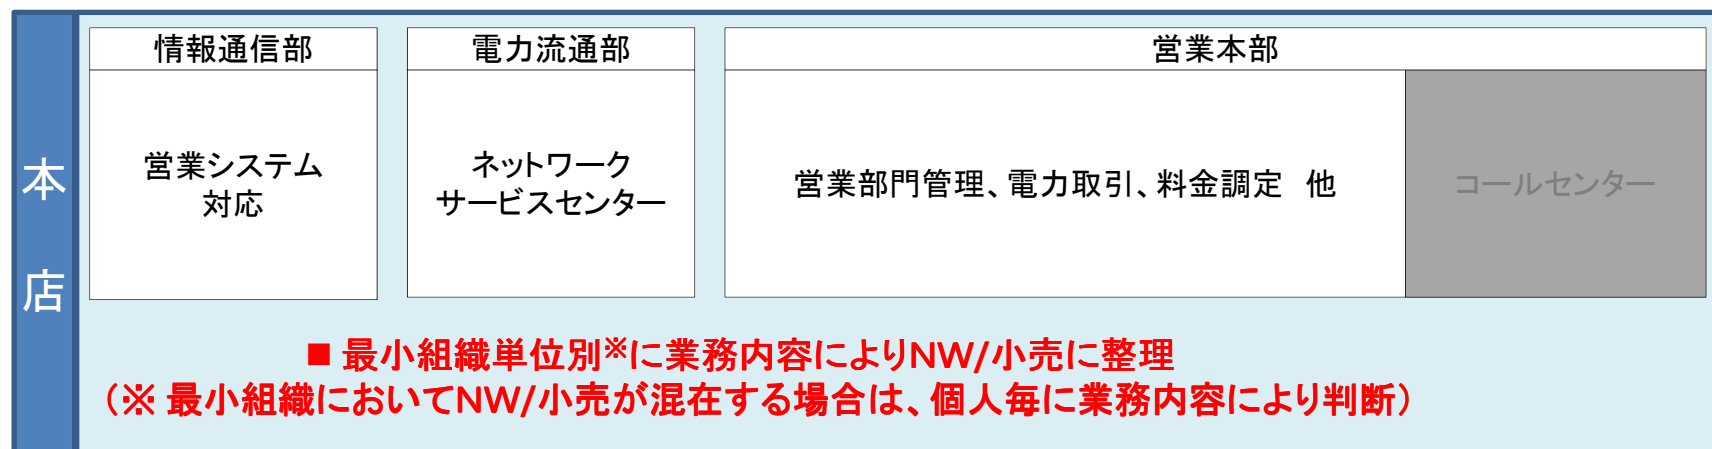 本店
情報通信部
営業システム
対応
電力流通部
ネットワーク
サービスセンター
営業本部
営業部門管理、電力取引、料金調定　他
コールセンター
■ 最小組織単位別※に業務内容によりNW/小売に整理
（※ 最小組織においてNW/小売が混在する場合は、個人毎に業務内容により判断）